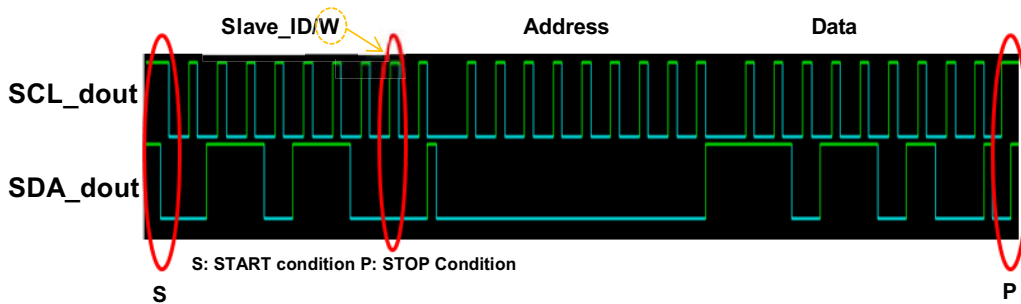 Slave_ID/W Address Data
SCL_dout
SDA_dout
S: START condition P: STOP Condition
S P